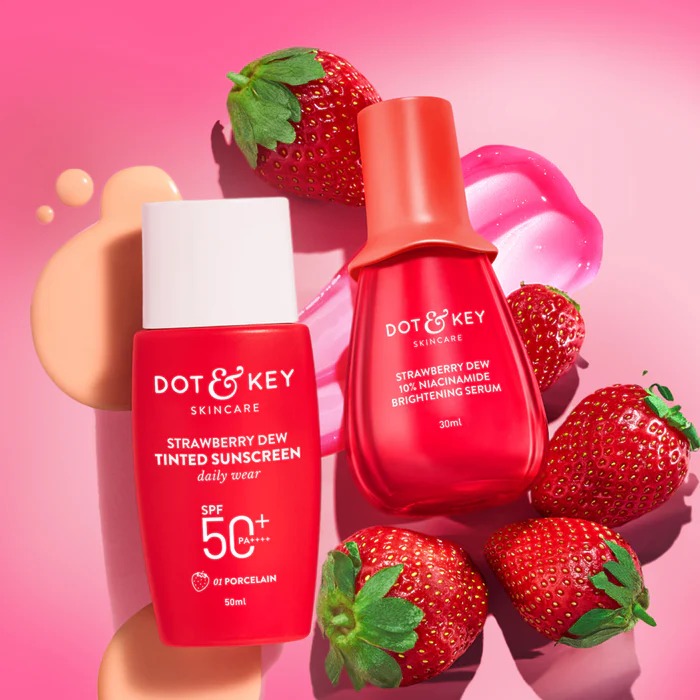 DOT & KEY
SKINCARE
STRAWBERRY DEW
TINTED SUNSCREEN
daily wear
SPF
50+
PA++++
01 PORCELAIN
50ml
DOT & KEY
SKINCARE
STRAWBERRY DEW
10% NIACINAMIDE
BRIGHTENING SERUM
30ml